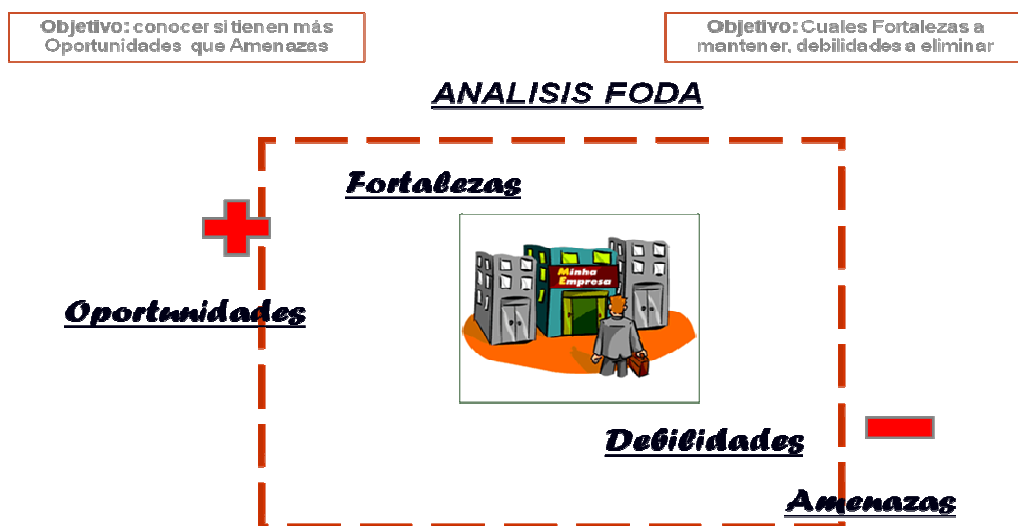 Objetivo: conocer si tienen más
Oportunidades que Amenazas
Objetivo: Cuales Fortalezas a
mantener, debilidades a eliminar
ANALISIS FODA
Fortalezas
Minha
Empresa
Oportunidades
Debilidades
Amenazas